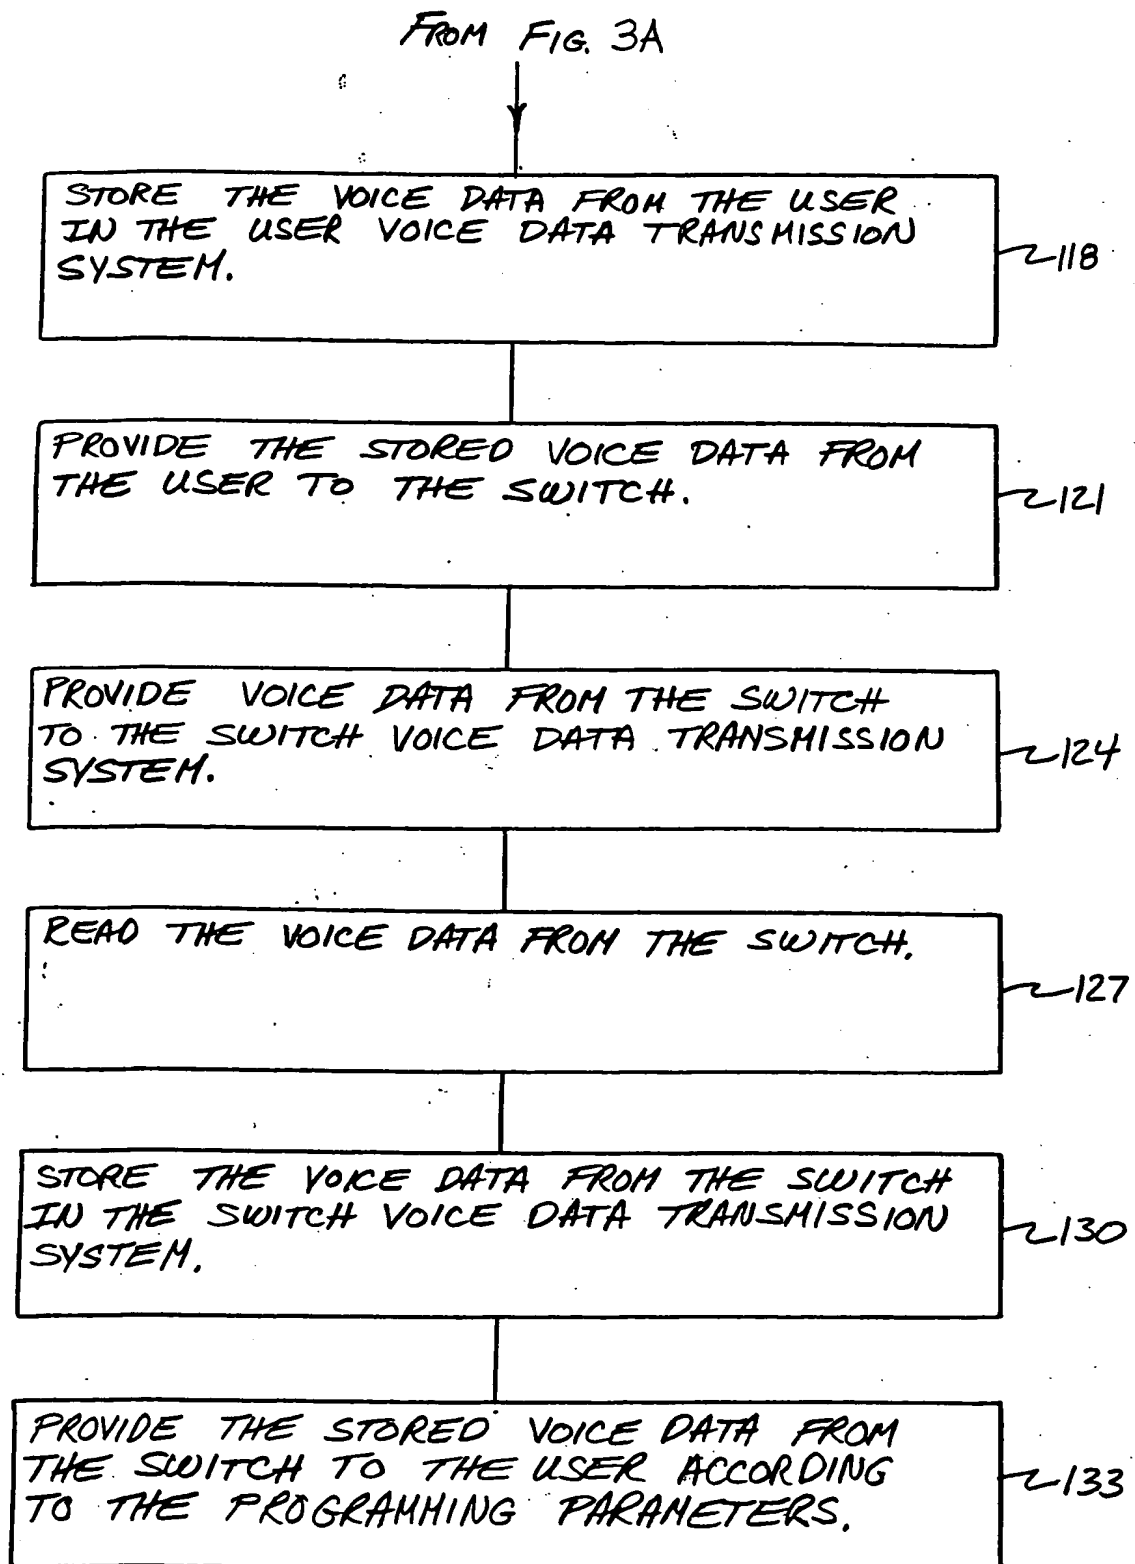 FROM FIG. 3A
STORE THE VOICE DATA FROM THE USER
IN THE USER VOICE DATA TRANSMISSION
SYSTEM.
118
PROVIDE THE STORED VOICE DATA FROM
THE USER TO THE SWITCH.
121
PROVIDE VOICE DATA FROM THE SWITCH
TO THE SWITCH VOICE DATA TRANSMISSION
SYSTEM.
124
READ THE VOICE DATA FROM THE SWITCH.
127
STORE THE VOICE DATA FROM THE SWITCH
IN THE SWITCH VOICE DATA TRANSMISSION
SYSTEM.
130
PROVIDE THE STORED VOICE DATA FROM
THE SWITCH TO THE USER ACCORDING
TO THE PROGRAMMING PARAMETERS.
133